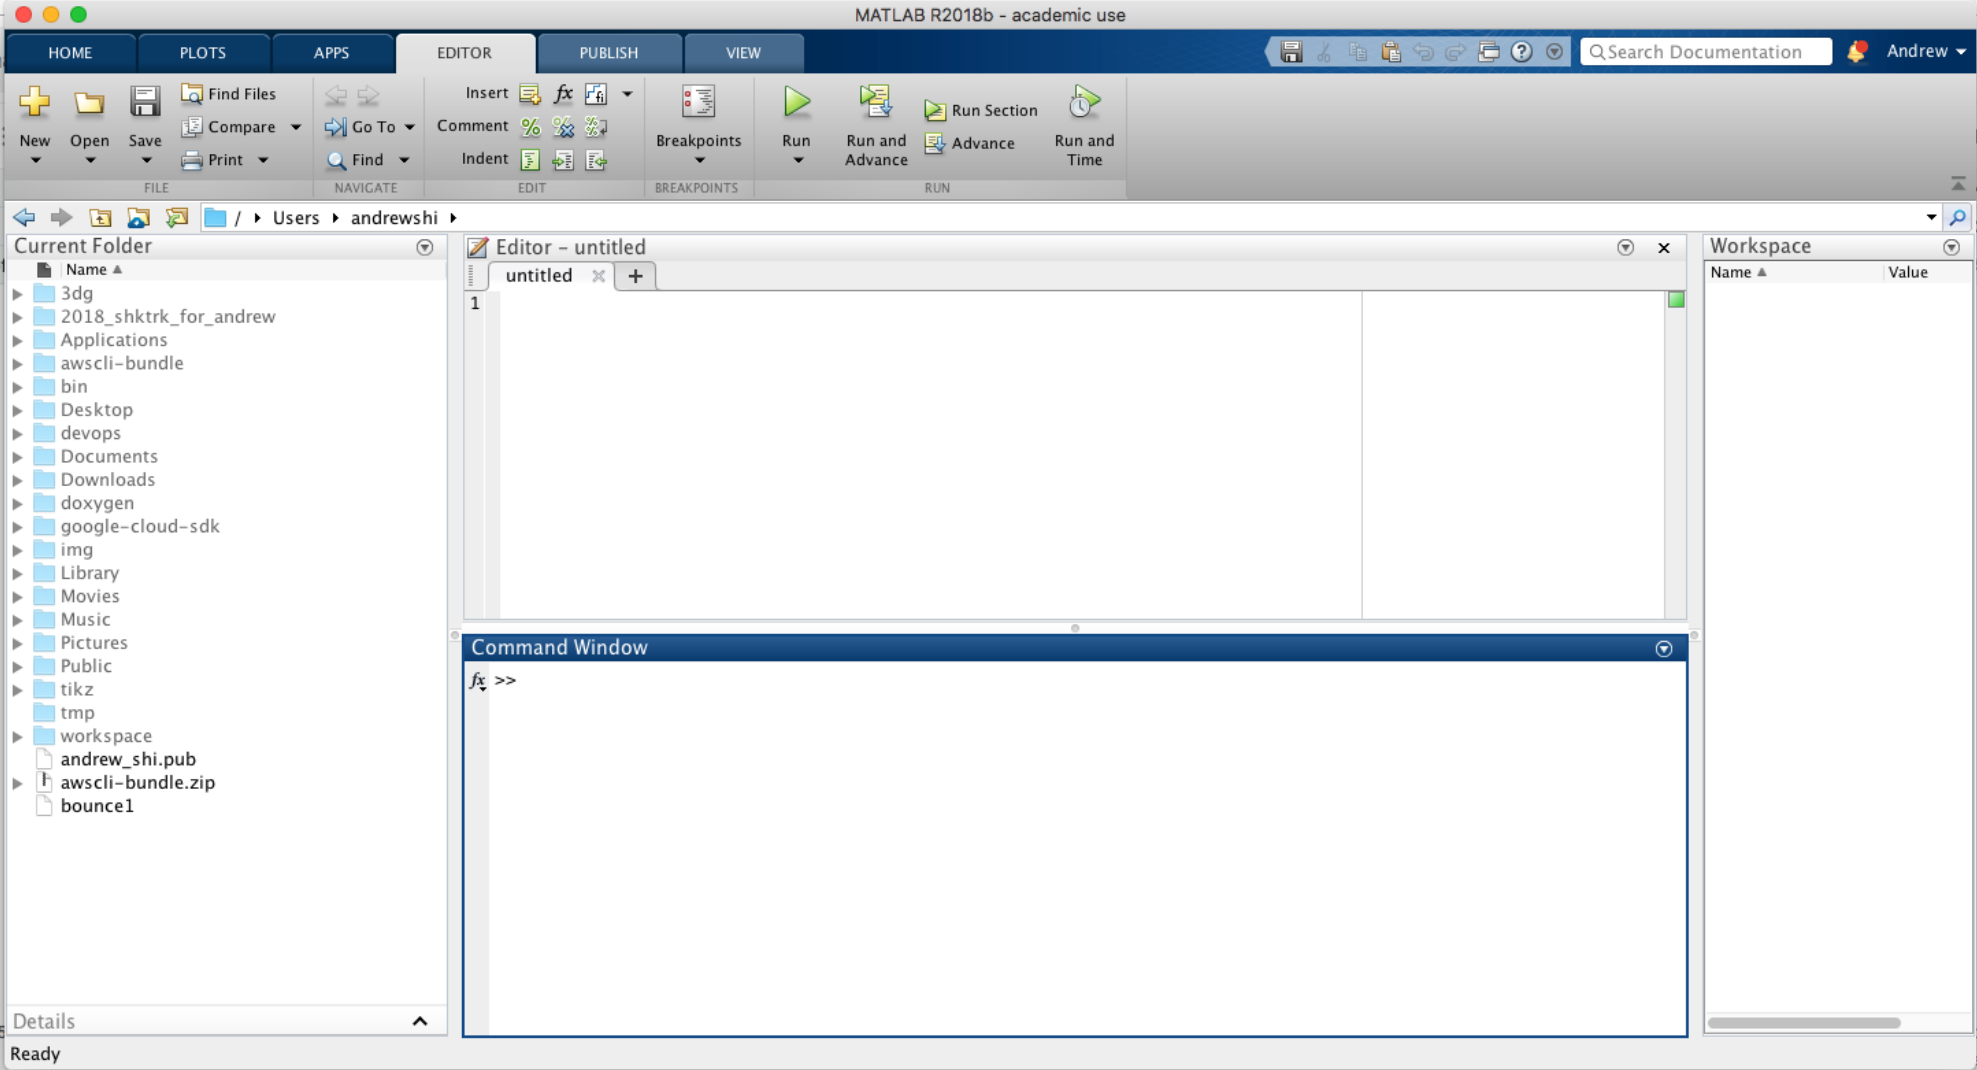 MATLAB R2018b - academic use
HOME PLOTS APPS EDITOR PUBLISH VIEW Search Documentation Andrew
Find Files Insert fx
New Open Save Compare Go To Comment Breakpoints Run Run and Advance Run Section Advance Run and Time
Print Find Indent
FILE NAVIGATE EDIT BREAKPOINTS RUN
/ Users andrewshi
Current Folder
Name
3dg
2018_shktrk_for_andrew
Applications
awscli-bundle
bin
Desktop
devops
Documents
Downloads
doxygen
google-cloud-sdk
img
Library
Movies
Music
Pictures
Public
tikz
tmp
workspace
andrew_shi.pub
awscli-bundle.zip
bounce1
Details
Editor - untitled
untitled +
1
Command Window
fx >>
Workspace
Name Value
Ready